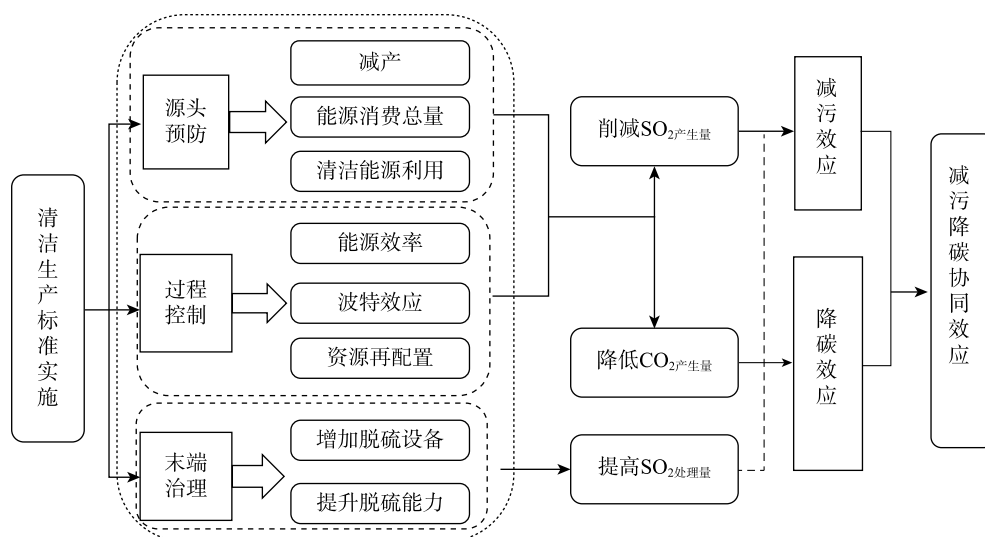 清洁生产标准实施
源头
预防
减产
能源消费总量
清洁能源利用
过程
控制
能源效率
波特效应
资源再配置
末端
治理
增加脱硫设备
提升脱硫能力
削减SO2产生量
降低CO2产生量
提高SO2处理量
减污效应
降碳效应
减污降碳协同效应